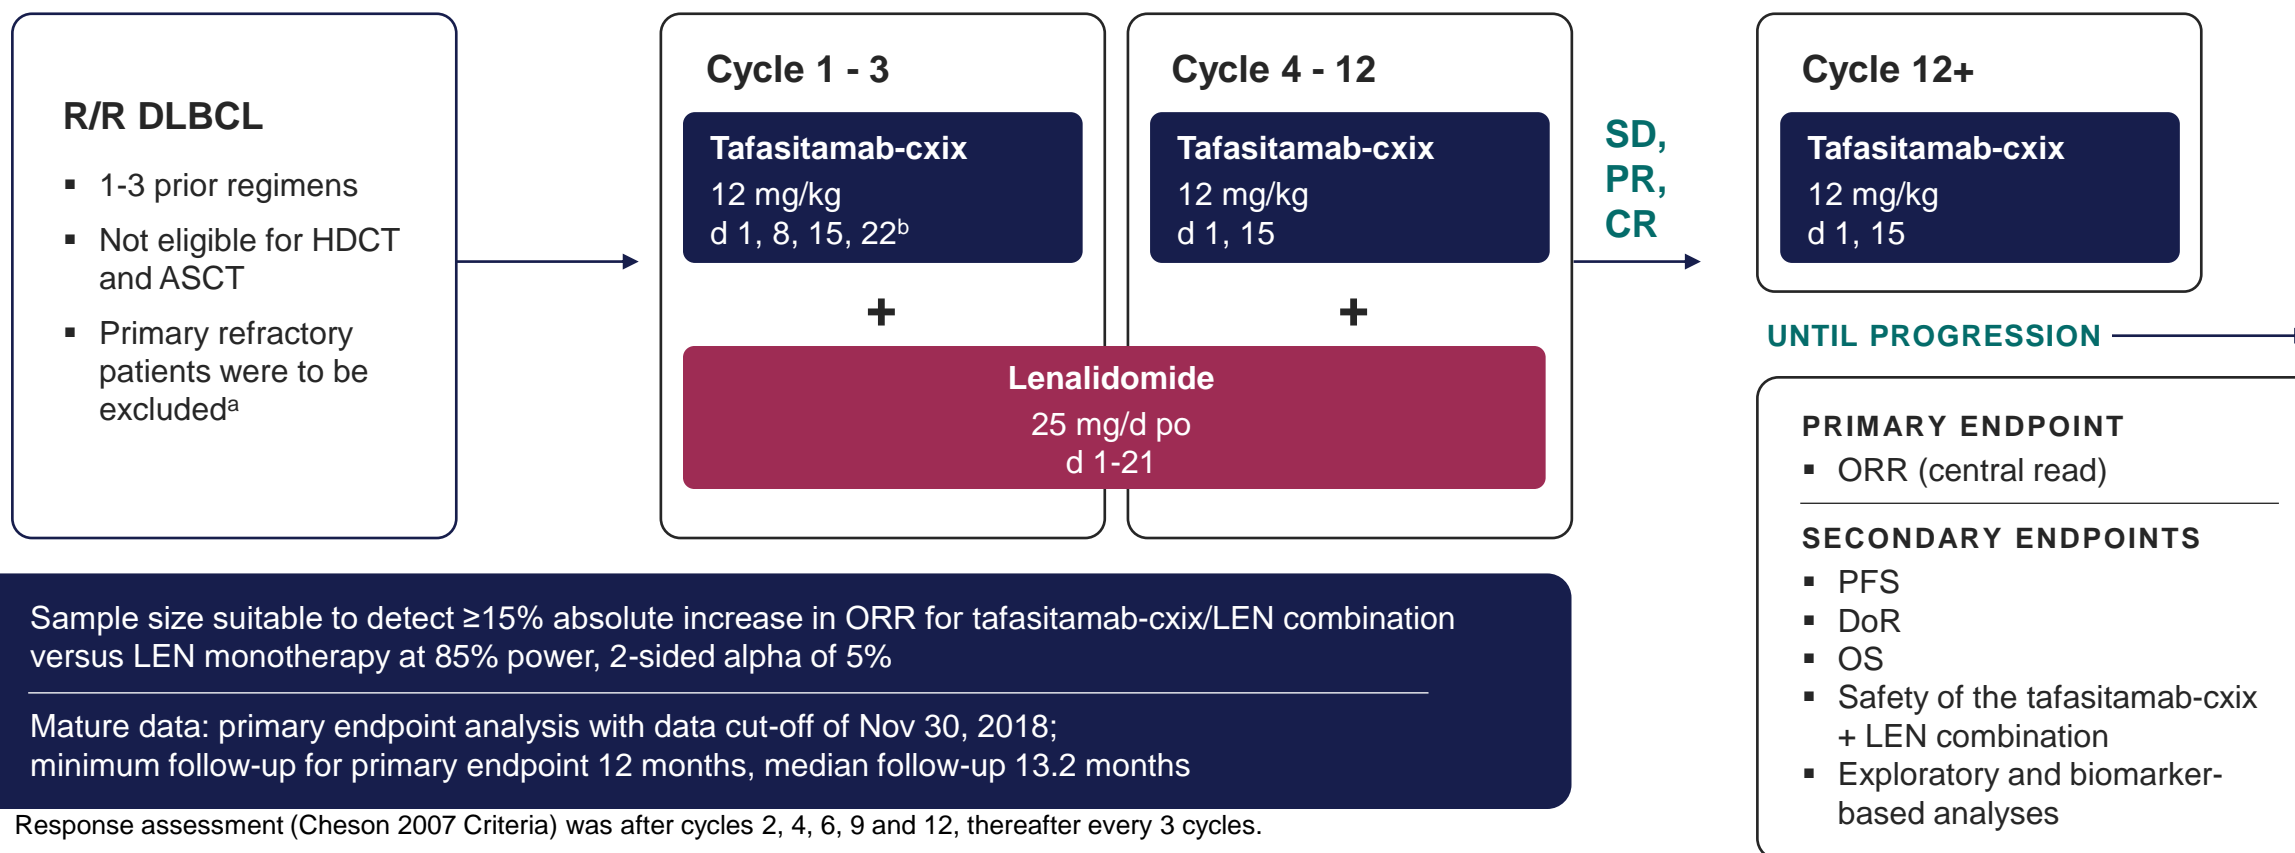 R/R DLBCL
▪ 1-3 prior regimens
▪ Not eligible for HDCT
and ASCT
▪ Primary refractory
patients were to be
excludedᵃ
Cycle 1 - 3
Tafasitamab-cxix
12 mg/kg
d 1, 8, 15, 22ᵇ
+
Cycle 4 - 12
Tafasitamab-cxix
12 mg/kg
d 1, 15
+
Lenalidomide
25 mg/d po
d 1-21
SD,
PR,
CR
Cycle 12+
Tafasitamab-cxix
12 mg/kg
d 1, 15
UNTIL PROGRESSION
PRIMARY ENDPOINT
▪ ORR (central read)
SECONDARY ENDPOINTS
▪ PFS
▪ DoR
▪ OS
▪ Safety of the tafasitamab-cxix
+ LEN combination
▪ Exploratory and biomarker-
based analyses
Sample size suitable to detect ≥15% absolute increase in ORR for tafasitamab-cxix/LEN combination
versus LEN monotherapy at 85% power, 2-sided alpha of 5%
Mature data: primary endpoint analysis with data cut-off of Nov 30, 2018;
minimum follow-up for primary endpoint 12 months, median follow-up 13.2 months
Response assessment (Cheson 2007 Criteria) was after cycles 2, 4, 6, 9 and 12, thereafter every 3 cycles.